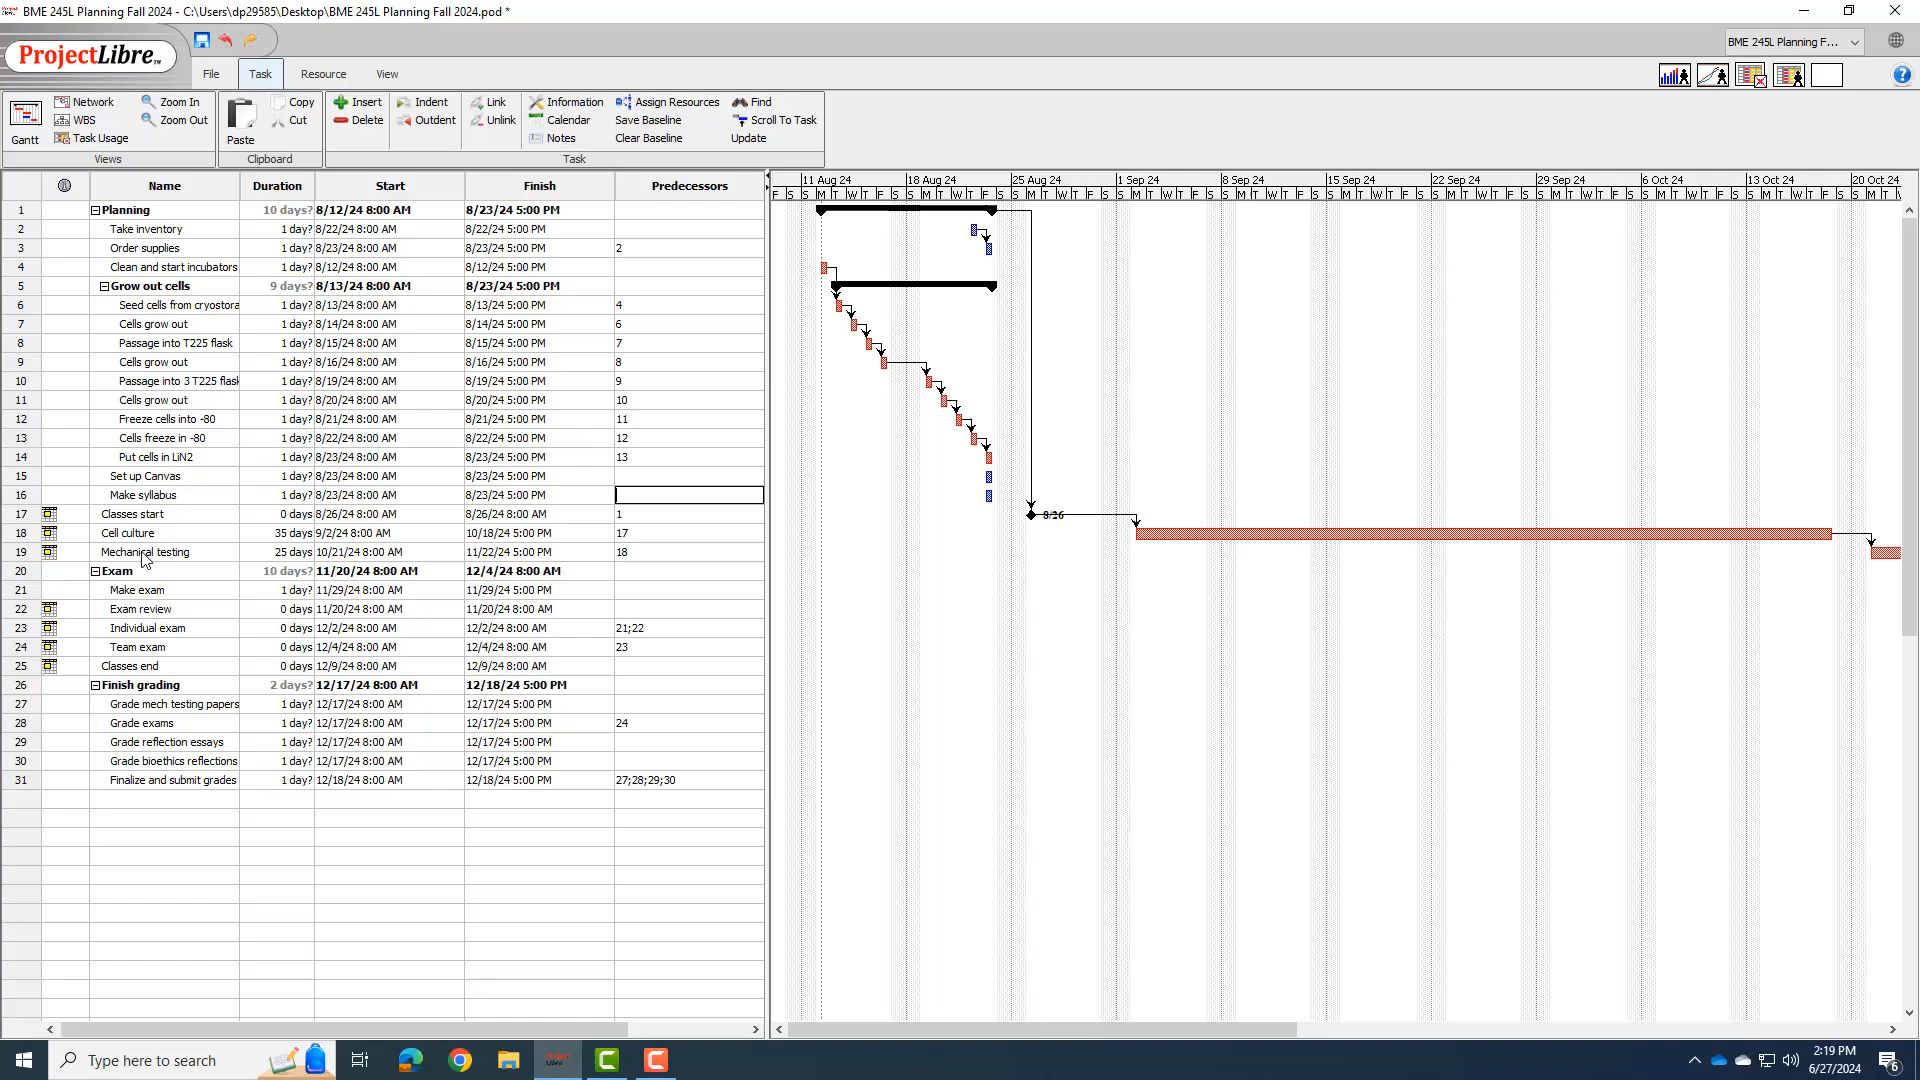 BME 245L Planning Fall 2024 - C:\Users\dp29585\Desktop\BME 245L Planning Fall 2024.pod *
ProjectLibre
BME 245L Planning F...
File Task Resource View
Gantt
Network
WBS
Task Usage
Zoom In
Zoom Out
Views
Paste
Copy
Cut
Clipboard
Insert
Delete
Indent
Outdent
Link
Unlink
Information
Calendar
Notes
Assign Resources
Save Baseline
Clear Baseline
Find
Scroll To Task
Update
Task
Name Duration Start Finish Predecessors
1 Planning 10 days? 8/12/24 8:00 AM 8/23/24 5:00 PM
2 Take inventory 1 day? 8/22/24 8:00 AM 8/22/24 5:00 PM
3 Order supplies 1 day? 8/23/24 8:00 AM 8/23/24 5:00 PM 2
4 Clean and start incubators 1 day? 8/12/24 8:00 AM 8/12/24 5:00 PM
5 Grow out cells 9 days? 8/13/24 8:00 AM 8/23/24 5:00 PM
6 Seed cells from cryostora 1 day? 8/13/24 8:00 AM 8/13/24 5:00 PM 4
7 Cells grow out 1 day? 8/14/24 8:00 AM 8/14/24 5:00 PM 6
8 Passage into T225 flask 1 day? 8/15/24 8:00 AM 8/15/24 5:00 PM 7
9 Cells grow out 1 day? 8/16/24 8:00 AM 8/16/24 5:00 PM 8
10 Passage into 3 T225 flask 1 day? 8/19/24 8:00 AM 8/19/24 5:00 PM 9
11 Cells grow out 1 day? 8/20/24 8:00 AM 8/20/24 5:00 PM 10
12 Freeze cells into -80 1 day? 8/21/24 8:00 AM 8/21/24 5:00 PM 11
13 Cells freeze in -80 1 day? 8/22/24 8:00 AM 8/22/24 5:00 PM 12
14 Put cells in LiN2 1 day? 8/23/24 8:00 AM 8/23/24 5:00 PM 13
15 Set up Canvas 1 day? 8/23/24 8:00 AM 8/23/24 5:00 PM
16 Make syllabus 1 day? 8/23/24 8:00 AM 8/23/24 5:00 PM
17 Classes start 0 days 8/26/24 8:00 AM 8/26/24 8:00 AM 1
18 Cell culture 35 days 9/2/24 8:00 AM 10/18/24 5:00 PM 17
19 Mechanical testing 25 days 10/21/24 8:00 AM 11/22/24 5:00 PM 18
20 Exam 10 days? 11/20/24 8:00 AM 12/4/24 8:00 AM
21 Make exam 1 day? 11/29/24 8:00 AM 11/29/24 5:00 PM
22 Exam review 0 days 11/20/24 8:00 AM 11/20/24 8:00 AM
23 Individual exam 0 days 12/2/24 8:00 AM 12/2/24 8:00 AM 21;22
24 Team exam 0 days 12/4/24 8:00 AM 12/4/24 8:00 AM 23
25 Classes end 0 days 12/9/24 8:00 AM 12/9/24 8:00 AM
26 Finish grading 2 days? 12/17/24 8:00 AM 12/18/24 5:00 PM
27 Grade mech testing papers 1 day? 12/17/24 8:00 AM 12/17/24 5:00 PM
28 Grade exams 1 day? 12/17/24 8:00 AM 12/17/24 5:00 PM 24
29 Grade reflection essays 1 day? 12/17/24 8:00 AM 12/17/24 5:00 PM
30 Grade bioethics reflections 1 day? 12/17/24 8:00 AM 12/17/24 5:00 PM
31 Finalize and submit grades 1 day? 12/18/24 8:00 AM 12/18/24 5:00 PM 27;28;29;30
11 Aug 24 18 Aug 24 25 Aug 24 1 Sep 24 8 Sep 24 15 Sep 24 22 Sep 24 29 Sep 24 6 Oct 24 13 Oct 24 20 Oct 24
F S S M T W T F S S M T W T F S S M T W T F S S M T W T F S S M T W T F S S M T W T F S S M T W T F S S M T W T F S S M T W T F S S M T W T F S S M T
8/26
Type here to search
2:19 PM
6/27/2024
6